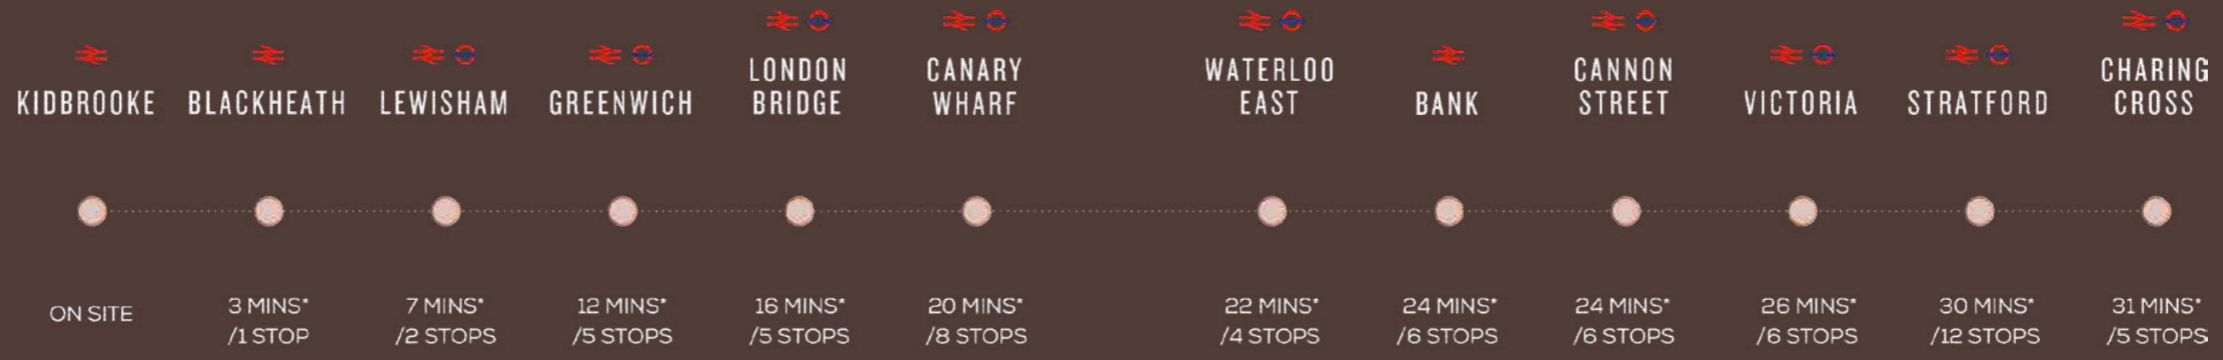 KIDBROOKE
BLACKHEATH
LEWISHAM
GREENWICH
LONDON
BRIDGE
CANARY
WHARF
WATERLOO
EAST
BANK
CANNON
STREET
VICTORIA
STRATFORD
CHARING
CROSS
ON SITE
3 MINS*
/1 STOP
7 MINS*
/2 STOPS
12 MINS*
/5 STOPS
16 MINS*
/5 STOPS
20 MINS*
/8 STOPS
22 MINS*
/4 STOPS
24 MINS*
/6 STOPS
24 MINS*
/6 STOPS
26 MINS*
/6 STOPS
30 MINS*
/12 STOPS
31 MINS*
/5 STOPS